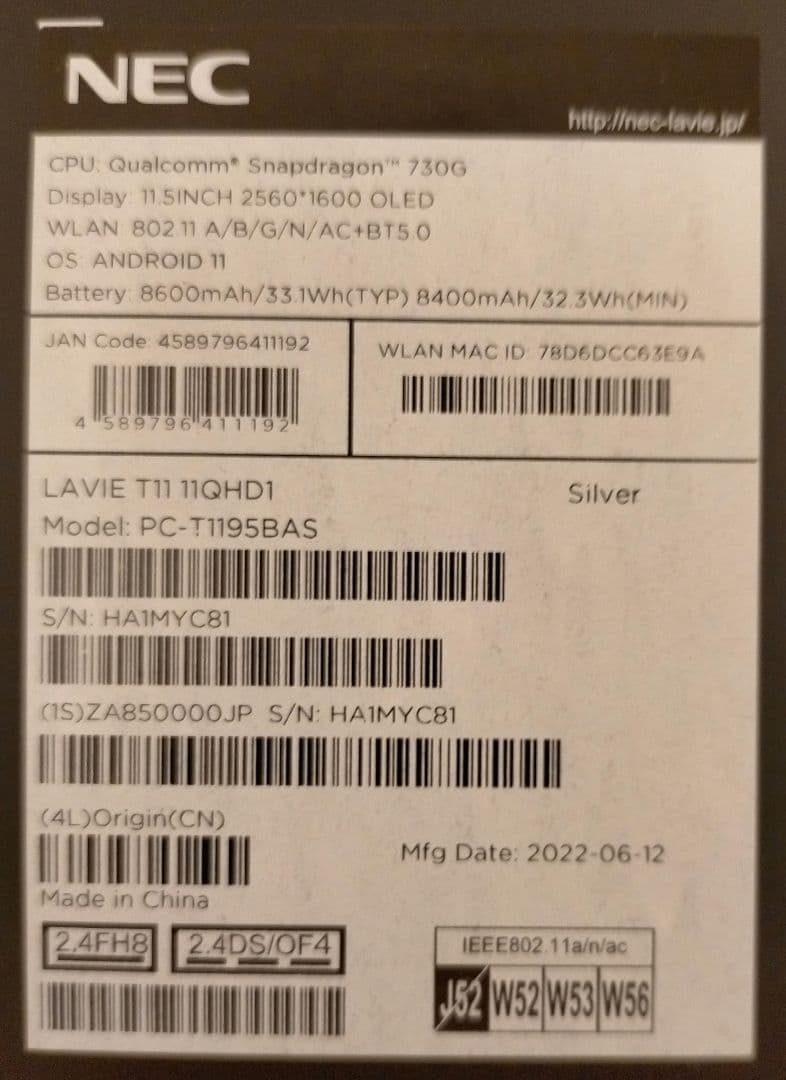 NEC
http://nec-lavie.jp/
CPU: Qualcomm® Snapdragon™ 730G
Display: 11.5INCH 2560*1600 OLED
WLAN: 802.11 A/B/G/N/AC+BT5.0
OS: ANDROID 11
Battery: 8600mAh/33.1Wh(TYP) 8400mAh/32.3Wh(MIN)
JAN Code: 4589796411192
4 589796 411192
WLAN MAC ID: 78D6DCC63E9A
LAVIE T11 11QHD1 Silver
Model: PC-T1195BAS
S/N: HA1MYC81
(1S)ZA850000JP S/N: HA1MYC81
(4L)Origin(CN)
Mfg Date: 2022-06-12
Made in China
2.4FH8 2.4DS/OF4
IEEE802.11a/n/ac
J52 W52 W53 W56